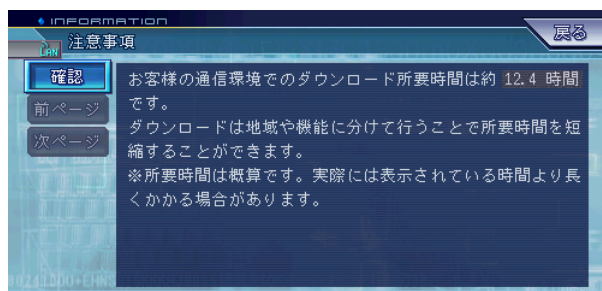 INFORMATION
LAN 注意事項
戻る
確認
前ページ
次ページ
お客様の通信環境でのダウンロード所要時間は約 12.4 時間
です。
ダウンロードは地域や機能に分けて行うことで所要時間を短
縮することができます。
※所要時間は概算です。実際には表示されている時間より長
くかかる場合があります。